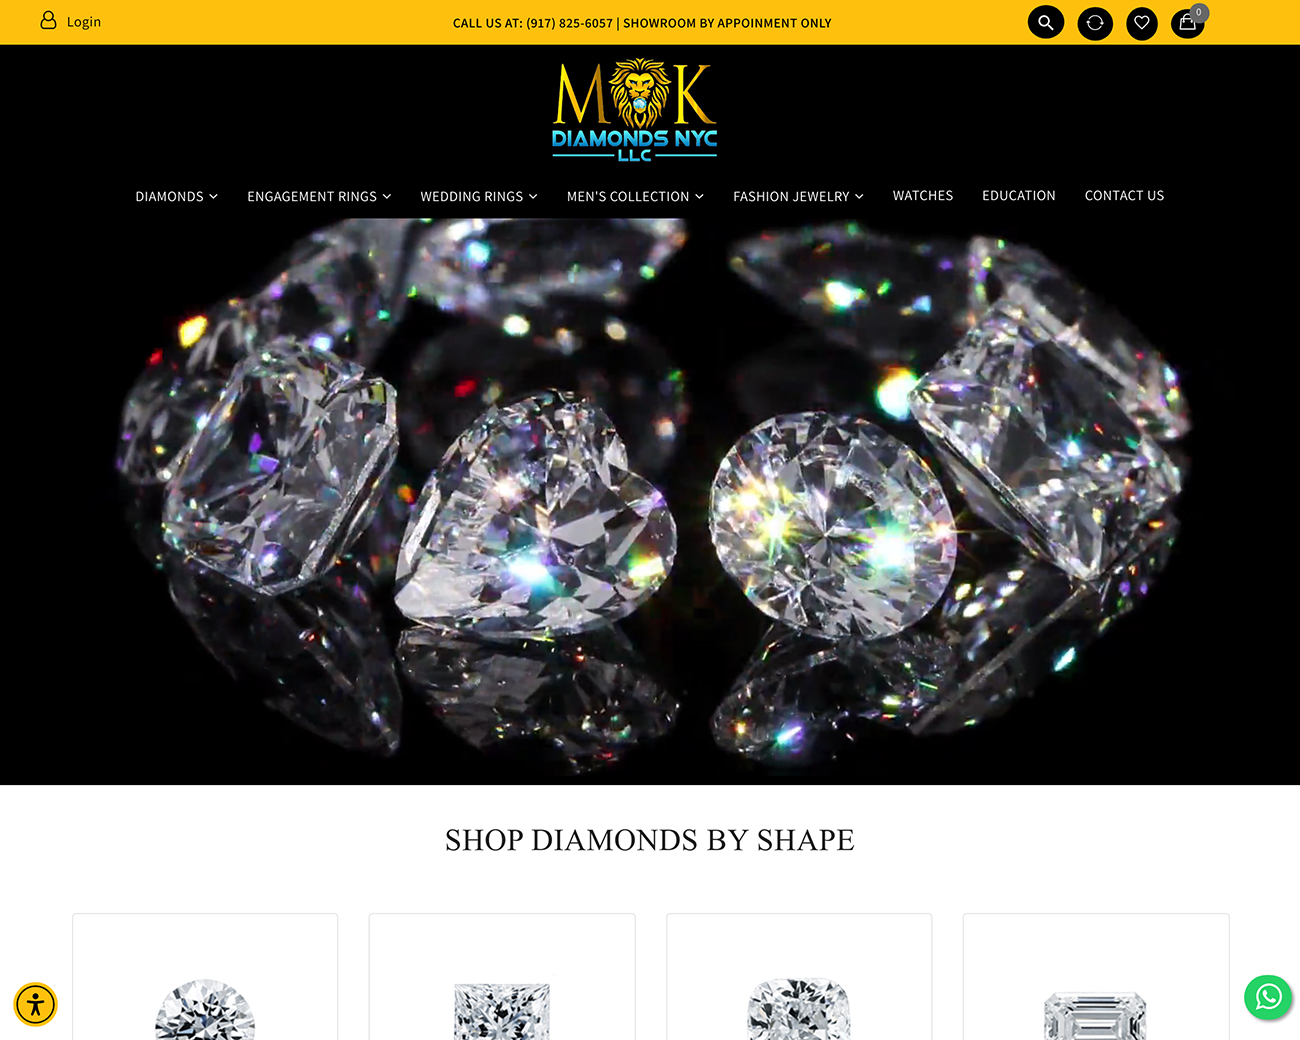 Login
CALL US AT: (917) 825-6057 | SHOWROOM BY APPOINMENT ONLY
0
M K
DIAMONDS NYC
LLC
DIAMONDS ENGAGEMENT RINGS WEDDING RINGS MEN'S COLLECTION FASHION JEWELRY WATCHES EDUCATION CONTACT US
SHOP DIAMONDS BY SHAPE